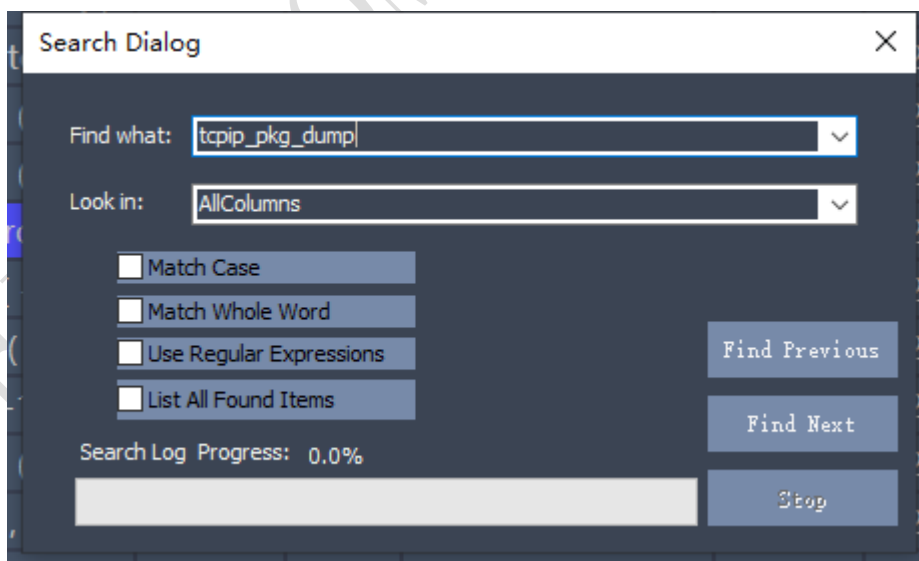 Search Dialog
Find what: tcpip_pkg_dump
Look in: AllColumns
Match Case
Match Whole Word
Use Regular Expressions
List All Found Items
Find Previous
Find Next
Search Log Progress: 0.0%
Stop